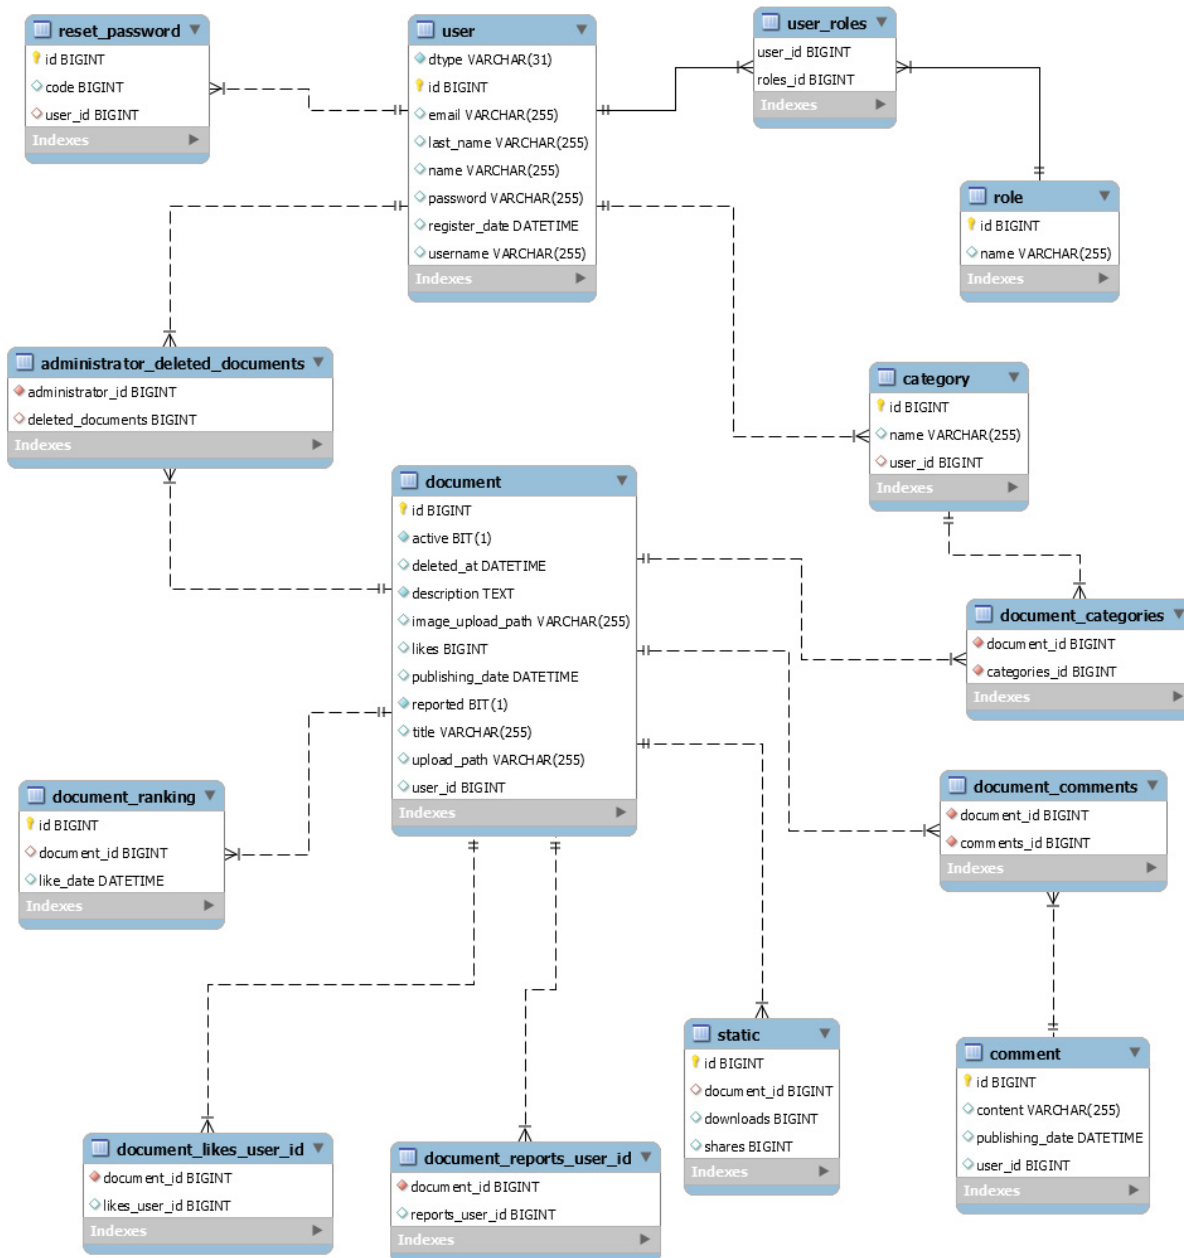 reset_password
id BIGINT
code BIGINT
user_id BIGINT
Indexes
user
dtype VARCHAR(31)
id BIGINT
email VARCHAR(255)
last_name VARCHAR(255)
name VARCHAR(255)
password VARCHAR(255)
register_date DATETIME
username VARCHAR(255)
Indexes
user_roles
user_id BIGINT
roles_id BIGINT
Indexes
role
id BIGINT
name VARCHAR(255)
Indexes
administrator_deleted_documents
administrator_id BIGINT
deleted_documents BIGINT
Indexes
category
id BIGINT
name VARCHAR(255)
user_id BIGINT
Indexes
document
id BIGINT
active BIT(1)
deleted_at DATETIME
description TEXT
image_upload_path VARCHAR(255)
likes BIGINT
publishing_date DATETIME
reported BIT(1)
title VARCHAR(255)
upload_path VARCHAR(255)
user_id BIGINT
Indexes
document_categories
document_id BIGINT
categories_id BIGINT
Indexes
document_ranking
id BIGINT
document_id BIGINT
like_date DATETIME
Indexes
document_comments
document_id BIGINT
comments_id BIGINT
Indexes
static
id BIGINT
document_id BIGINT
downloads BIGINT
shares BIGINT
Indexes
comment
id BIGINT
content VARCHAR(255)
publishing_date DATETIME
user_id BIGINT
Indexes
document_likes_user_id
document_id BIGINT
likes_user_id BIGINT
Indexes
document_reports_user_id
document_id BIGINT
reports_user_id BIGINT
Indexes